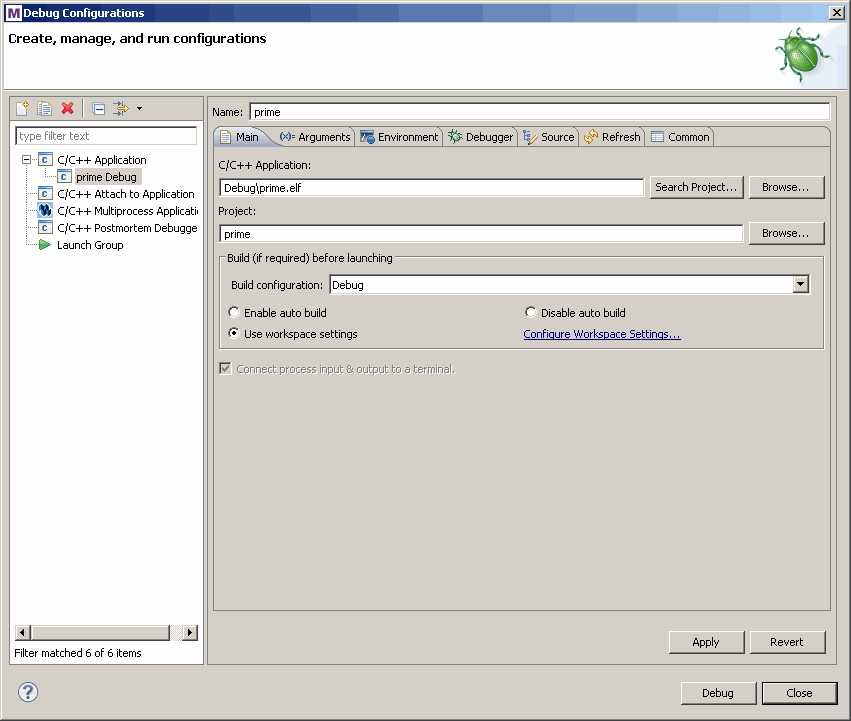 M Debug Configurations
Create, manage, and run configurations
type filter text
C/C++ Application
prime Debug
C/C++ Attach to Application
C/C++ Multiprocess Applicati
C/C++ Postmortem Debugge
Launch Group
Filter matched 6 of 6 items
Name: prime
Main (x)= Arguments Environment Debugger Source Refresh Common
C/C++ Application:
Debug\prime.elf Search Project... Browse...
Project:
prime Browse...
Build (if required) before launching
Build configuration: Debug
Enable auto build Disable auto build
Use workspace settings Configure Workspace Settings...
Connect process input & output to a terminal.
Apply Revert
? Debug Close